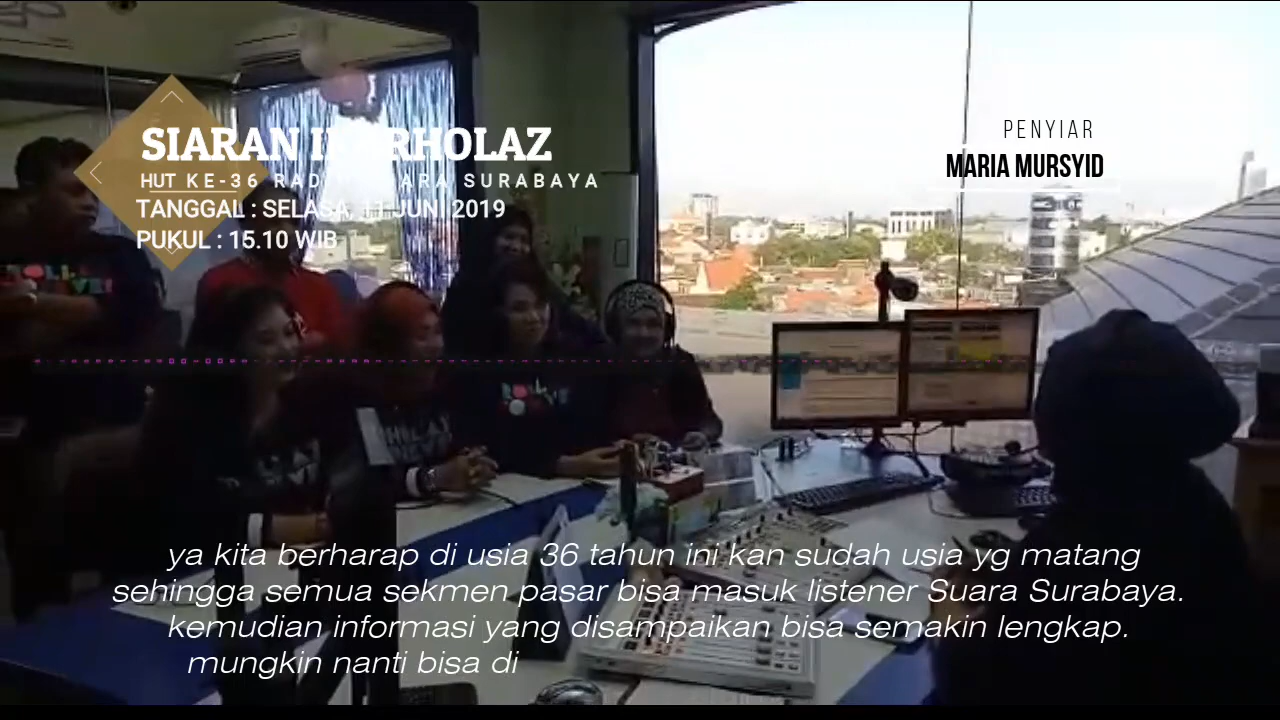 SIARAN
HUT KE-36 SURABAYA
TANGGAL : SELASA, 11 JUNI 2019
PUKUL : 15.10 WIB
PENYIAR
MARIA MURSYID
ya kita berharap di usia 36 tahun ini kan sudah usia yg matang
sehingga semua sekmen pasar bisa masuk listener Suara Surabaya.
kemudian informasi yang disampaikan bisa semakin lengkap.
mungkin nanti bisa di